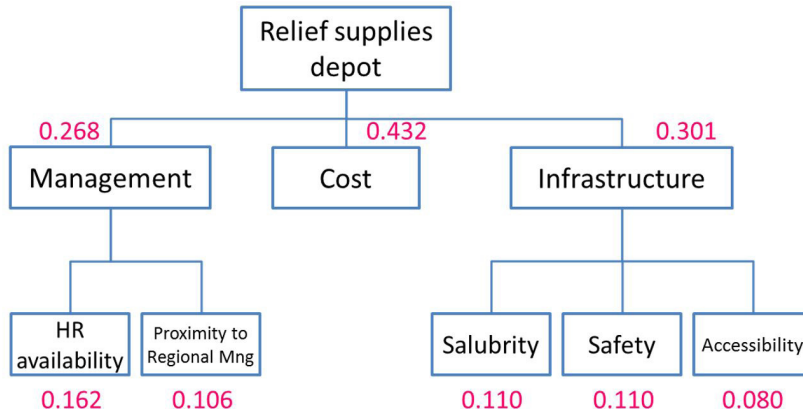 Relief supplies
depot
0.268
0.432
0.301
Management
Cost
Infrastructure
HR
availability
Proximity to
Regional Mng
Salubrity
Safety
Accessibility
0.162
0.106
0.110
0.110
0.080